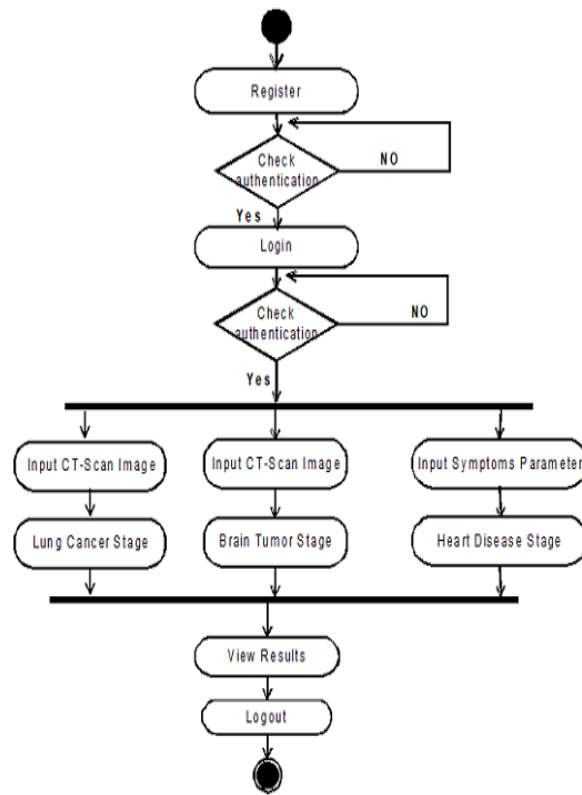 Register
Check
authentication
NO
Yes
Login
Check
authentication
NO
Yes
Input CT-Scan Image
Input CT-Scan Image
Input Symptoms Parameter
Lung Cancer Stage
Brain Tumor Stage
Heart Disease Stage
View Results
Logout